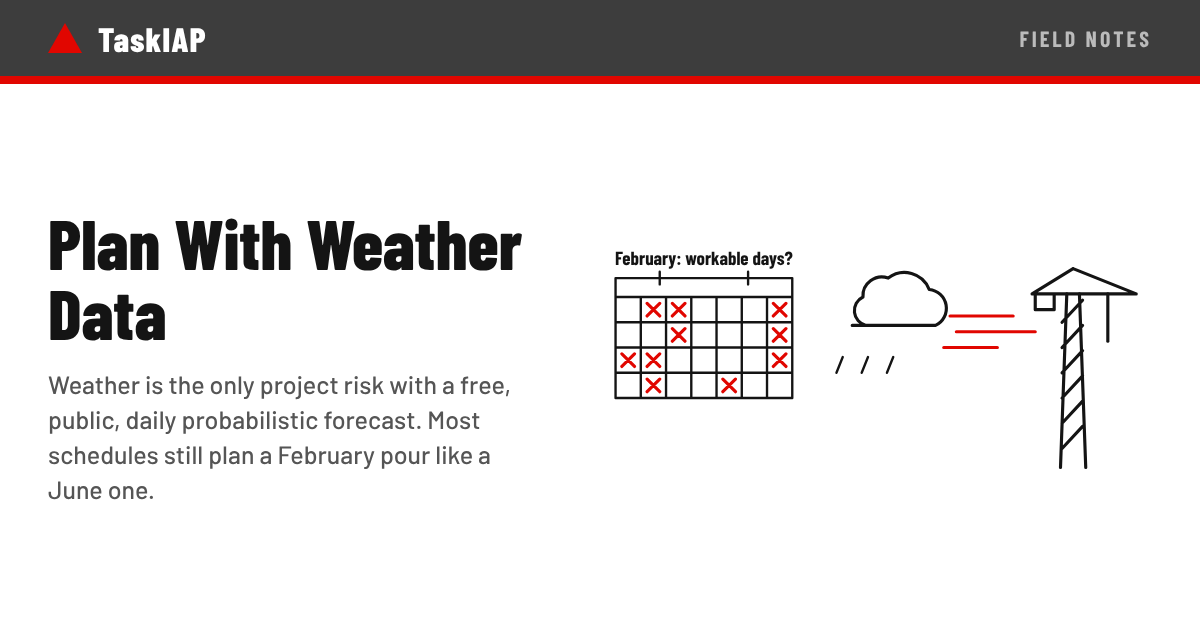 TaskIAP
FIELD NOTES
Plan With Weather
Data
Weather is the only project risk with a free,
public, daily probabilistic forecast. Most
schedules still plan a February pour like a
June one.
February: workable days?